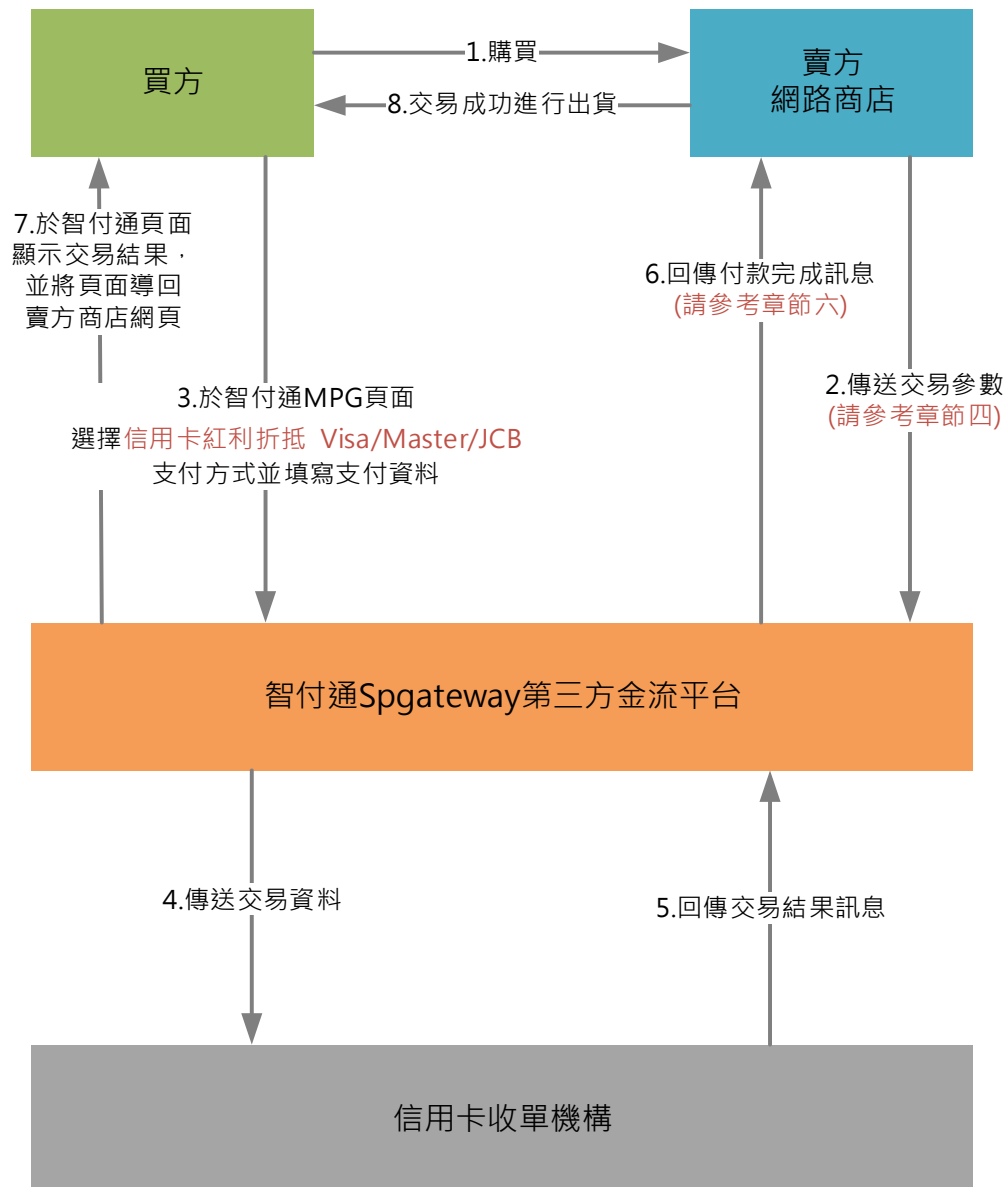 買方
1.購買
賣方
網路商店
8.交易成功進行出貨
7.於智付通頁面
顯示交易結果，
並將頁面導回
賣方商店網頁
6.回傳付款完成訊息
(請參考章節六)
3.於智付通MPG頁面
選擇信用卡紅利折抵 Visa/Master/JCB
支付方式並填寫支付資料
2.傳送交易參數
(請參考章節四)
智付通Spgateway第三方金流平台
4.傳送交易資料
5.回傳交易結果訊息
信用卡收單機構